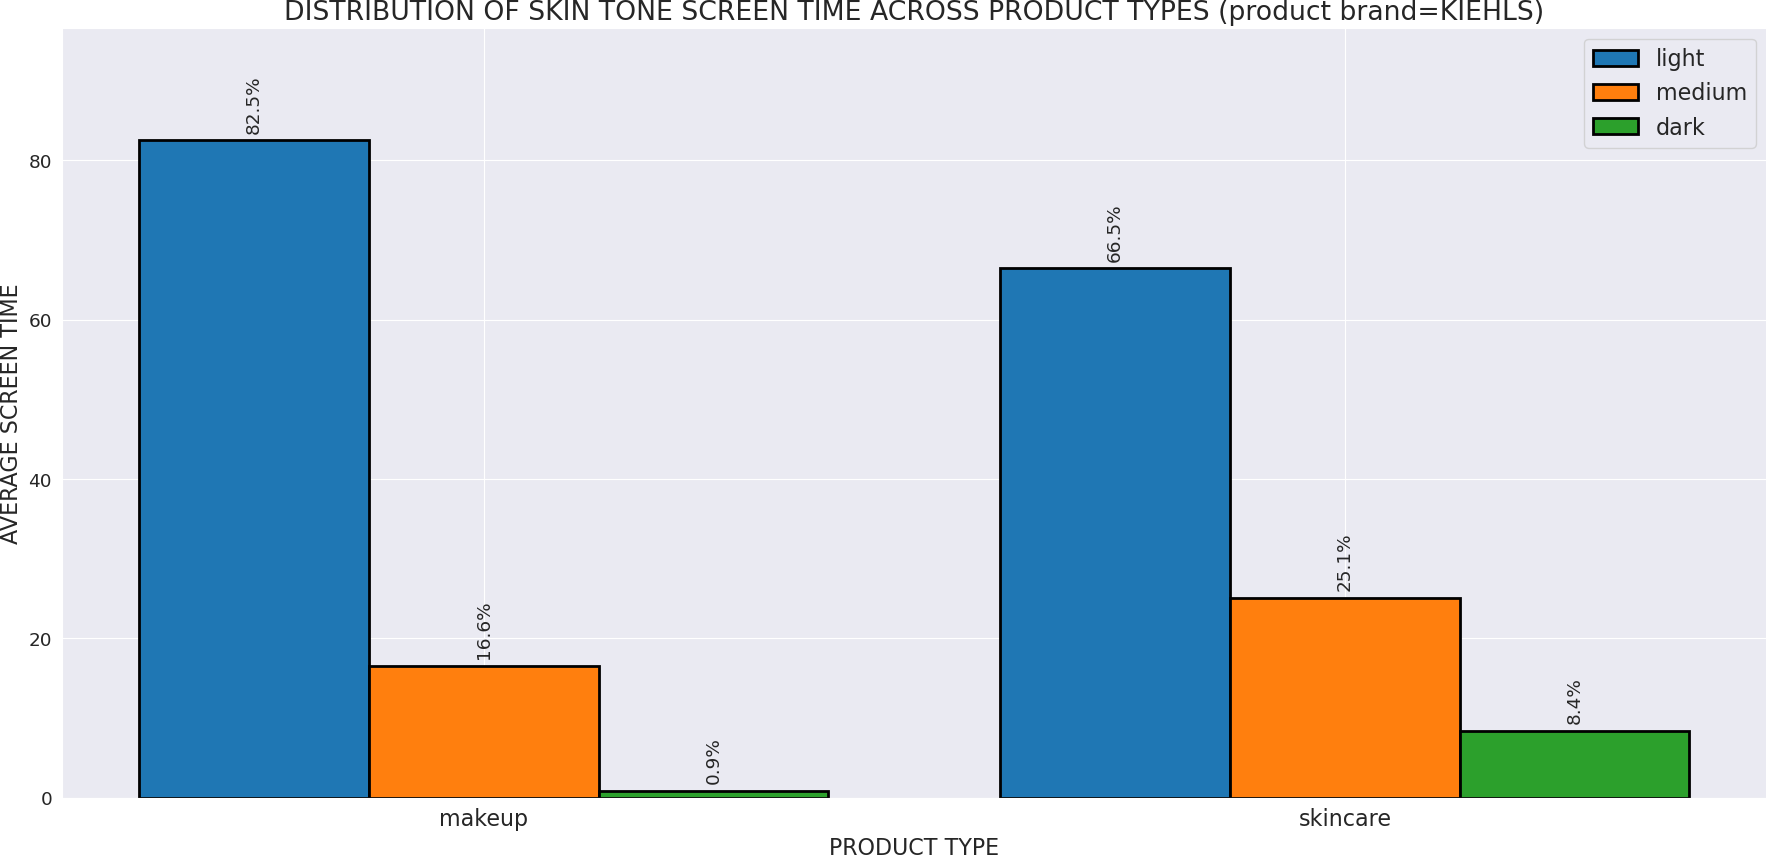 DISTRIBUTION OF SKIN TONE SCREEN TIME ACROSS PRODUCT TYPES (product brand=KIEHLS)
light
medium
dark
AVERAGE SCREEN TIME
80
60
40
20
0
82.5%
16.6%
0.9%
66.5%
25.1%
8.4%
makeup
skincare
PRODUCT TYPE